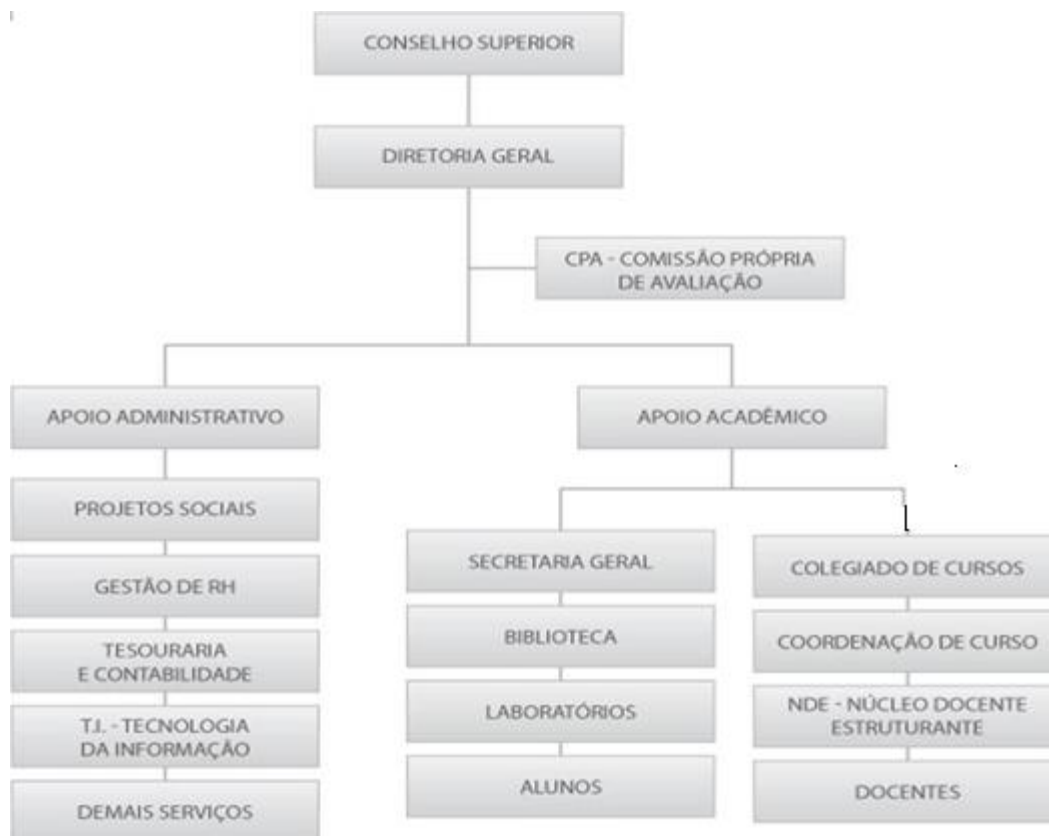 CONSELHO SUPERIOR
DIRETORIA GERAL
CPA - COMISSÃO PRÓPRIA
DE AVALIAÇÃO
APOIO ADMINISTRATIVO
APOIO ACADÊMICO
PROJETOS SOCIAIS
GESTÃO DE RH
TESOURARIA
E CONTABILIDADE
T.I. - TECNOLOGIA
DA INFORMAÇÃO
DEMAIS SERVIÇOS
SECRETARIA GERAL
BIBLIOTECA
LABORATÓRIOS
ALUNOS
COLEGIADO DE CURSOS
COORDENAÇÃO DE CURSO
NDE - NÚCLEO DOCENTE
ESTRUTURANTE
DOCENTES